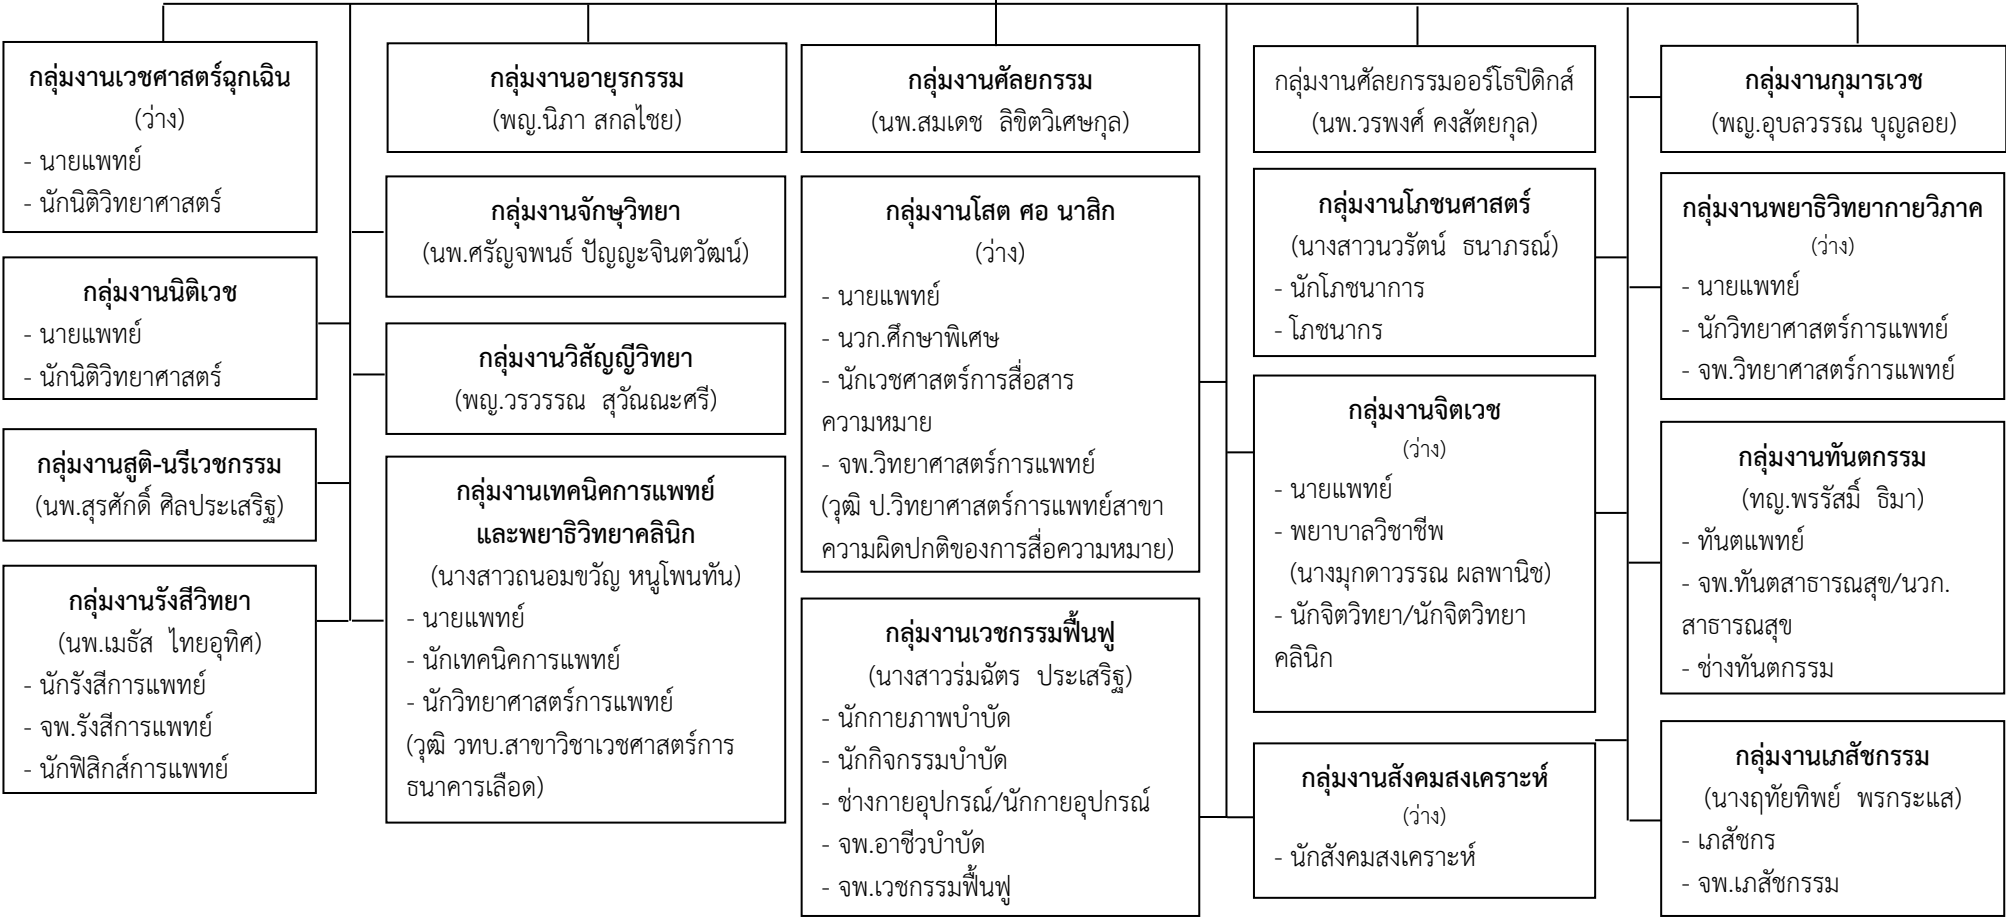 กลุ่มงานเวชศาสตร์ฉุกเฉิน
(ว่าง)
- นายแพทย์
- นักนิติวิทยาศาสตร์
กลุ่มงานนิติเวช
- นายแพทย์
- นักนิติวิทยาศาสตร์
กลุ่มงานสูติ-นรีเวชกรรม
(นพ.สุรศักดิ์ ศิลประเสริฐ)
กลุ่มงานรังสีวิทยา
(นพ.เมธัส ไทยอุทิศ)
- นักรังสีการแพทย์
- จพ.รังสีการแพทย์
- นักฟิสิกส์การแพทย์
กลุ่มงานอายุรกรรม
(พญ.นิภา สกลไชย)
กลุ่มงานจักษุวิทยา
(นพ.ศรัญจพนธ์ ปัญญะจินตวัฒน์)
กลุ่มงานวิสัญญีวิทยา
(พญ.วรวรรณ สุวัณณะศรี)
กลุ่มงานเทคนิคการแพทย์
และพยาธิวิทยาคลินิก
(นางสาวถนอมขวัญ หนูโพนทัน)
- นายแพทย์
- นักเทคนิคการแพทย์
- นักวิทยาศาสตร์การแพทย์
(วุฒิ วทบ.สาขาวิชาเวชศาสตร์การ
ธนาคารเลือด)
กลุ่มงานศัลยกรรม
(นพ.สมเดช ลิขิตวิเศษกุล)
กลุ่มงานโสต ศอ นาสิก
(ว่าง)
- นายแพทย์
- นวก.ศึกษาพิเศษ
- นักเวชศาสตร์การสื่อสาร
ความหมาย
- จพ.วิทยาศาสตร์การแพทย์
(วุฒิ ป.วิทยาศาสตร์การแพทย์สาขา
ความผิดปกติของการสื่อความหมาย)
กลุ่มงานเวชกรรมฟื้นฟู
(นางสาวร่มฉัตร ประเสริฐ)
- นักกายภาพบำบัด
- นักกิจกรรมบำบัด
- ช่างกายอุปกรณ์/นักกายอุปกรณ์
- จพ.อาชีวบำบัด
- จพ.เวชกรรมฟื้นฟู
กลุ่มงานศัลยกรรมออร์โธปิดิกส์
(นพ.วรพงศ์ คงสัตยกุล)
กลุ่มงานโภชนศาสตร์
(นางสาวนวรัตน์ ธนาภรณ์)
- นักโภชนาการ
- โภชนากร
กลุ่มงานจิตเวช
(ว่าง)
- นายแพทย์
- พยาบาลวิชาชีพ
(นางมุกดาวรรณ ผลพานิช)
- นักจิตวิทยา/นักจิตวิทยา
คลินิก
กลุ่มงานสังคมสงเคราะห์
(ว่าง)
- นักสังคมสงเคราะห์
กลุ่มงานกุมารเวช
(พญ.อุบลวรรณ บุญลอย)
กลุ่มงานพยาธิวิทยากายวิภาค
(ว่าง)
- นายแพทย์
- นักวิทยาศาสตร์การแพทย์
- จพ.วิทยาศาสตร์การแพทย์
กลุ่มงานทันตกรรม
(ทญ.พรรัสมิ์ ธิมา)
- ทันตแพทย์
- จพ.ทันตสาธารณสุข/นวก.
สาธารณสุข
- ช่างทันตกรรม
กลุ่มงานเภสัชกรรม
(นางฤทัยทิพย์ พรกระแส)
- เภสัชกร
- จพ.เภสัชกรรม